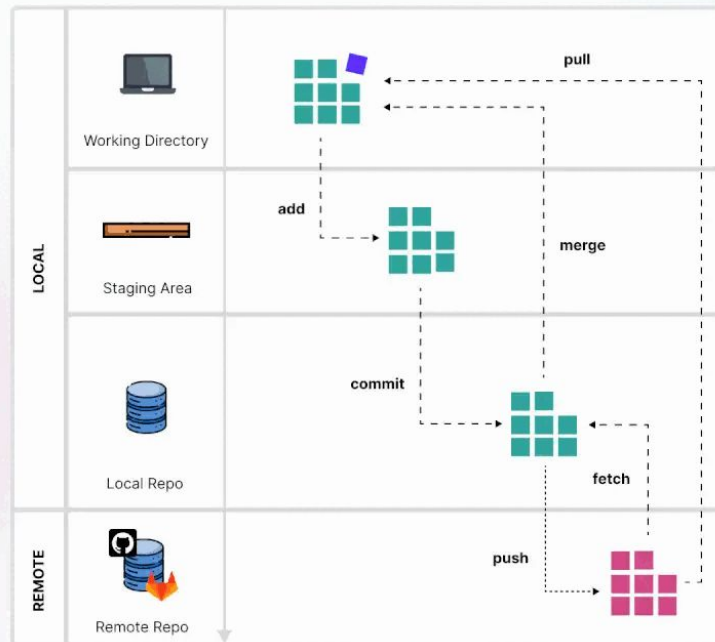 LOCAL
Working Directory
pull
add
Staging Area
merge
commit
Local Repo
fetch
REMOTE
push
Remote Repo